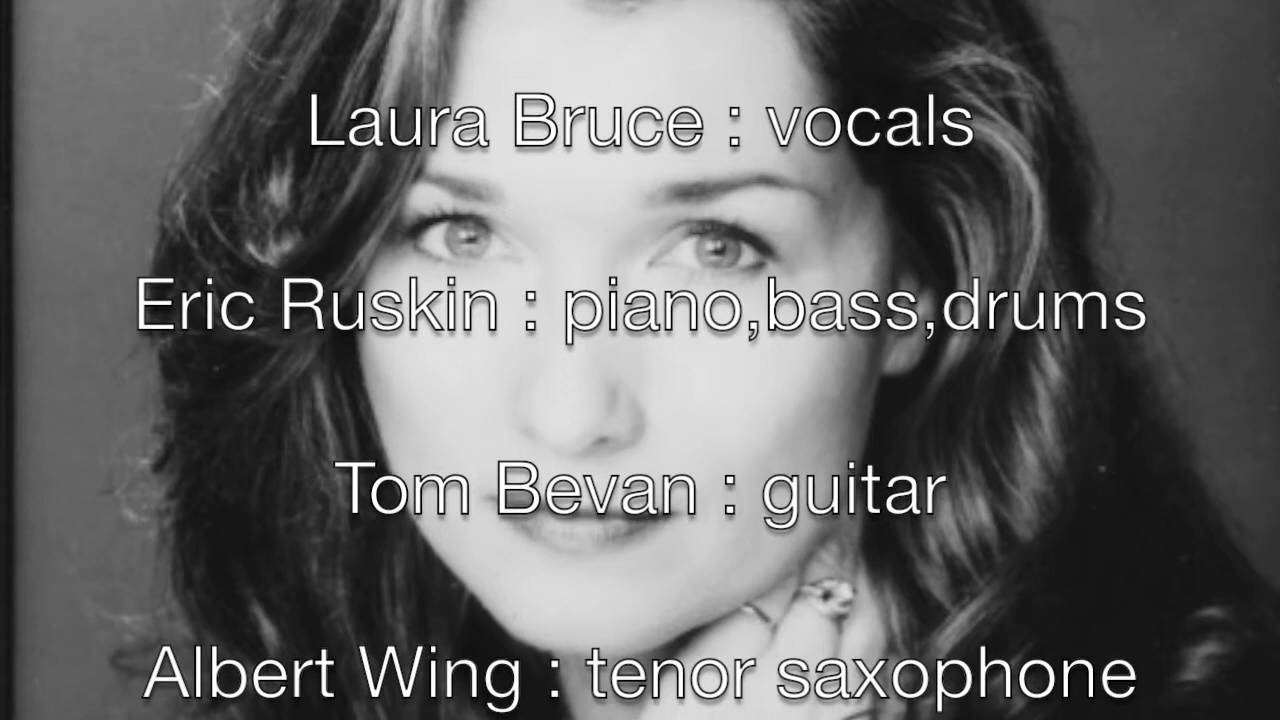 Laura Bruce : vocals
Eric Ruskin : piano,bass,drums
Tom Bevan : guitar
Albert Wing : tenor saxophone